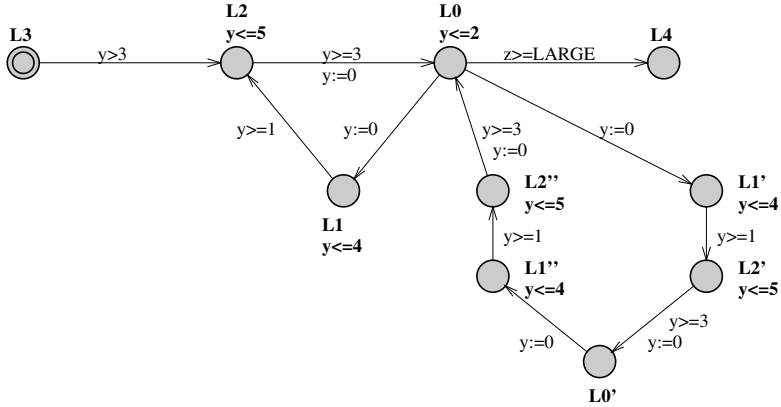 L3
y>3
L2
y<=5
y>=3
y:=0
L0
y<=2
z>=LARGE
L4
y>=1
y:=0
y>=3
y:=0
y:=0
L1
y<=4
L2’’
y<=5
L1’
y<=4
y>=1
y>=1
L1’’
y<=4
L2’
y<=5
y:=0
y>=3
y:=0
L0’